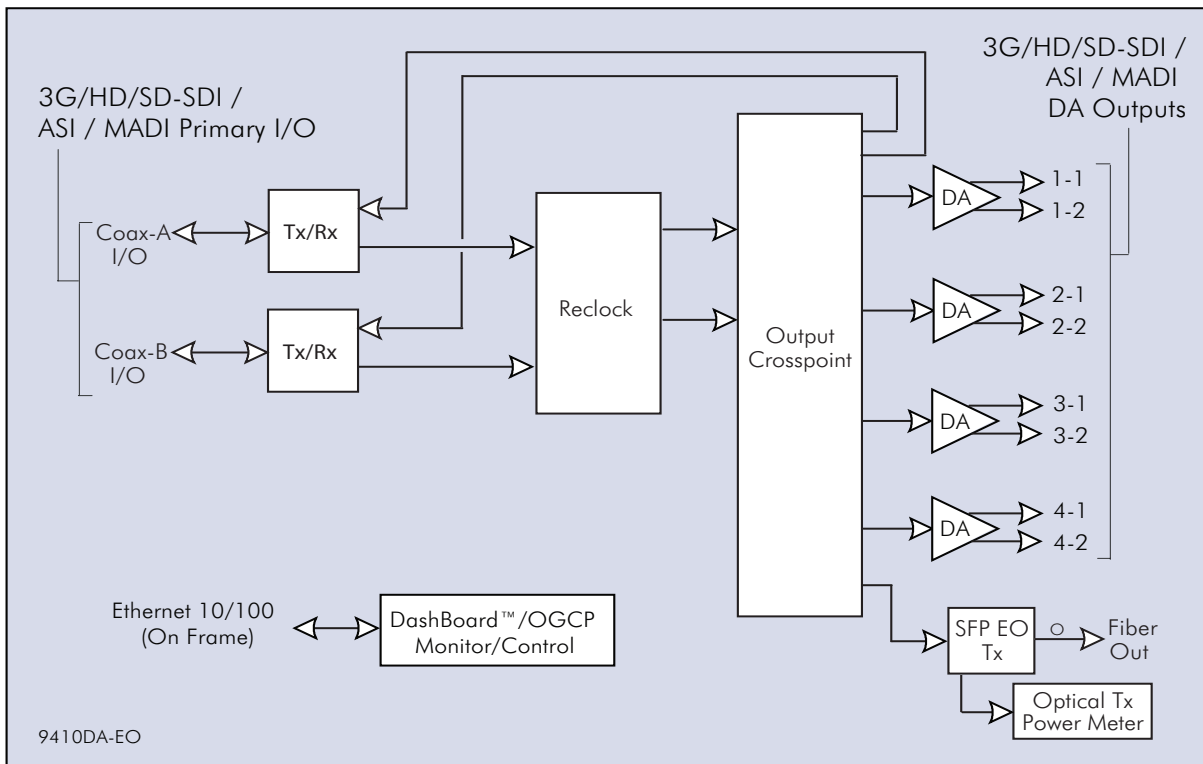 3G/HD/SD-SDI /
ASI / MADI Primary I/O
3G/HD/SD-SDI /
ASI / MADI
DA Outputs
Coax-A
I/O
Tx/Rx
Coax-B
I/O
Tx/Rx
Reclock
Output
Crosspoint
DA
1-1
1-2
DA
2-1
2-2
DA
3-1
3-2
DA
4-1
4-2
Ethernet 10/100
(On Frame)
DashBoard™/OGCP
Monitor/Control
SFP EO
Tx
Fiber
Out
Optical Tx
Power Meter
9410DA-EO